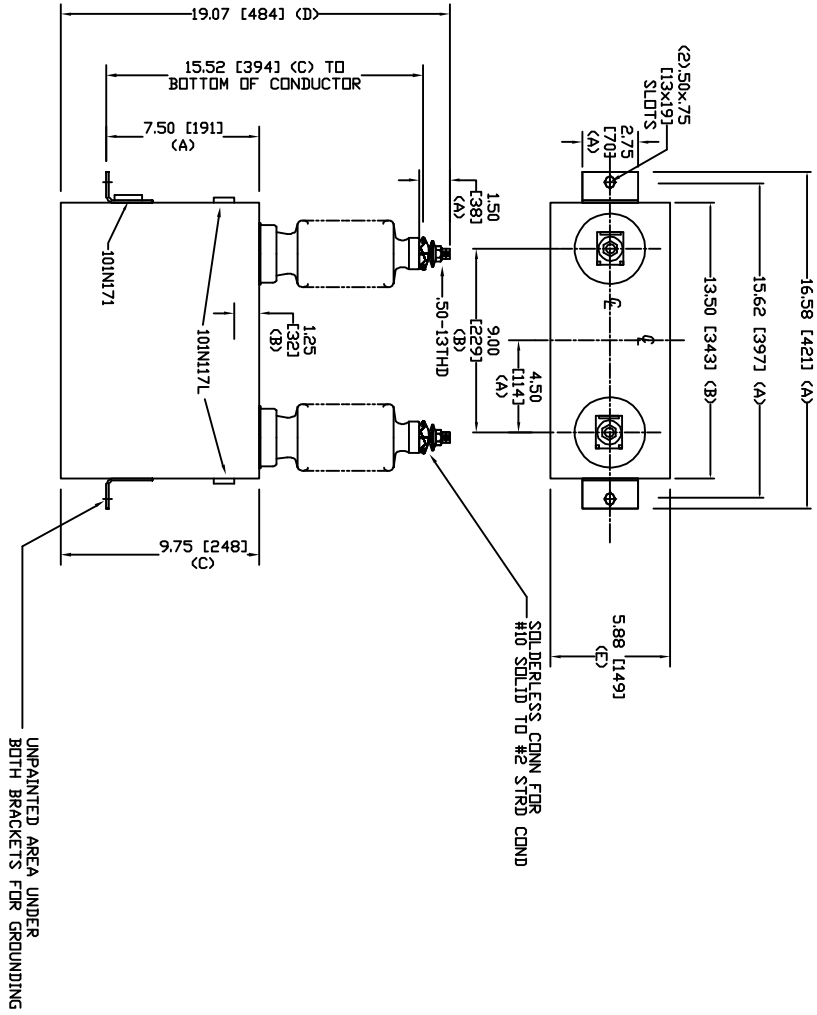 19.07 [484] (D)
15.52 [394] (C) TO
BOTTOM OF CONDUCTOR
7.50 [191]
(A)
(2).50x.75
[13x19]
SLOTS
2.75
[70]
(A)
1.50
[38]
(A)
16.58 [421] (A)
15.62 [397] (A)
13.50 [343] (B)
.50-13THD
9.00
[229]
(B)
4.50
[114]
(A)
101N171
101N117L
1.25
[32]
(B)
9.75 [248]
(C)
5.88 [149]
(E)
SOLDERLESS CONN FOR
#10 SOLID TO #2 STRD COND
UNPAINTED AREA UNDER
BOTH BRACKETS FOR GROUNDING